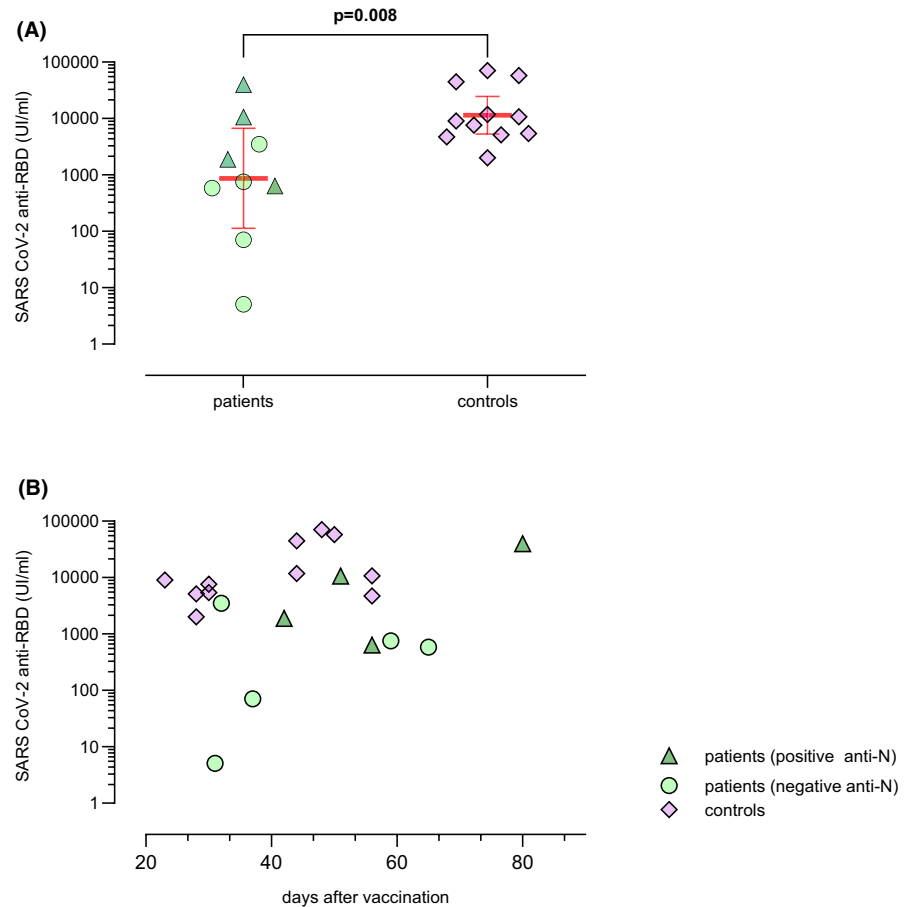 (A)
p=0.008
SARS CoV-2 anti-RBD (UI/ml)
100000
10000
1000
100
10
1
patients controls
(B)
SARS CoV-2 anti-RBD (UI/ml)
100000
10000
1000
100
10
1
20 40 60 80
days after vaccination
patients (positive anti-N)
patients (negative anti-N)
controls